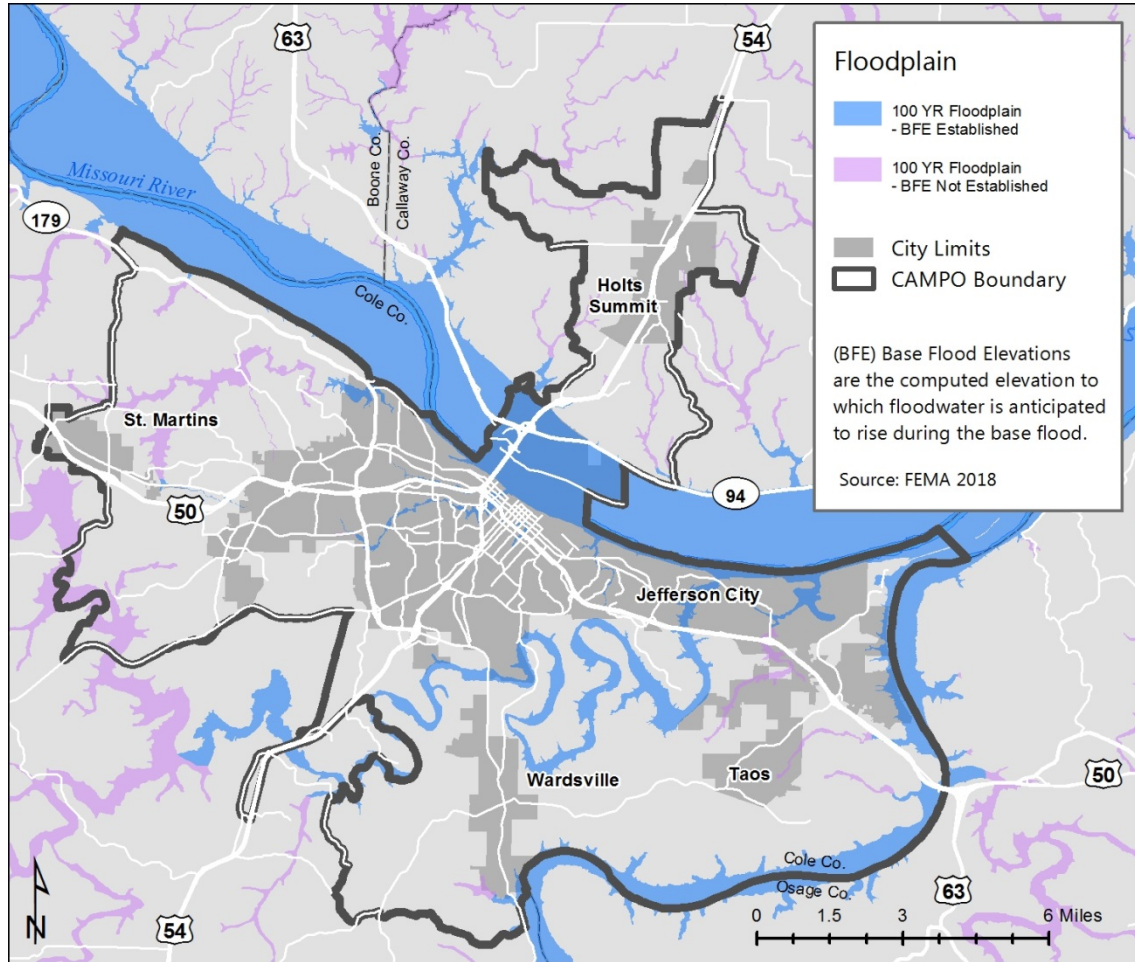 63
54
Floodplain
100 YR Floodplain
- BFE Established
100 YR Floodplain
- BFE Not Established
City Limits
CAMPO Boundary
(BFE) Base Flood Elevations
are the computed elevation to
which floodwater is anticipated
to rise during the base flood.
Source: FEMA 2018
Boone Co.
Callaway Co.
Missouri River
179
Cole Co.
Holts
Summit
St. Martins
50
94
Jefferson City
Wardsville
Taos
50
Cole Co.
Osage Co.
63
54
N
0 1.5 3 6 Miles